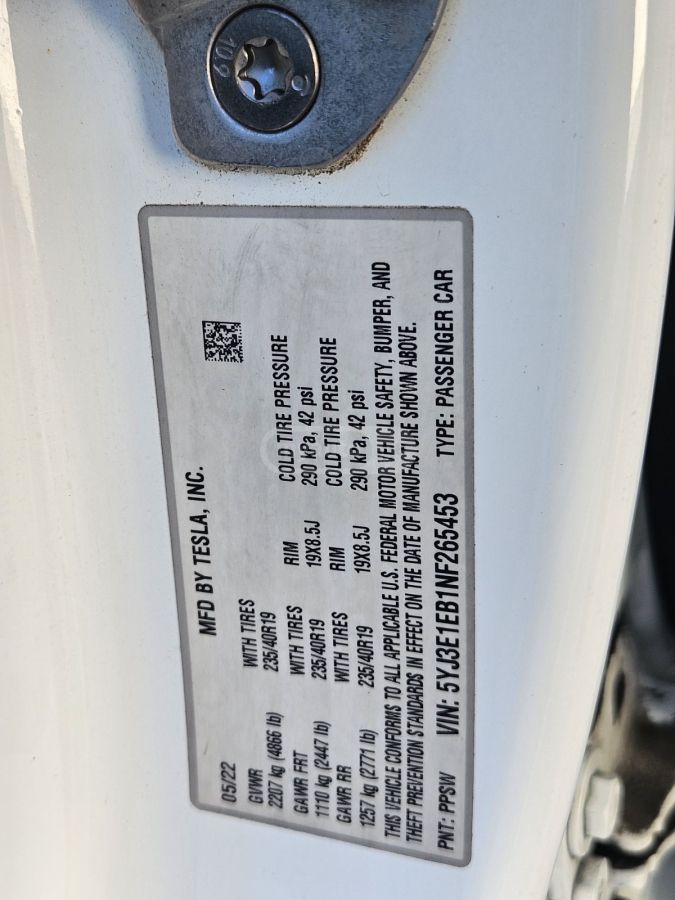 10.9
MFD BY TESLA, INC.
05/22
GVWR WITH TIRES RIM COLD TIRE PRESSURE
2207 kg (4866 lb) 235/40R19 19X8.5J 290 kPa, 42 psi
GAWR FRT WITH TIRES RIM COLD TIRE PRESSURE
1110 kg (2447 lb) 235/40R19
GAWR RR WITH TIRES
1257 kg (2771 lb) 235/40R19 19X8.5J 290 kPa, 42 psi
THIS VEHICLE CONFORMS TO ALL APPLICABLE U.S. FEDERAL MOTOR VEHICLE SAFETY, BUMPER, AND
THEFT PREVENTION STANDARDS IN EFFECT ON THE DATE OF MANUFACTURE SHOWN ABOVE.
PNT: PPSW VIN: 5YJ3E1EB1NF265453 TYPE: PASSENGER CAR